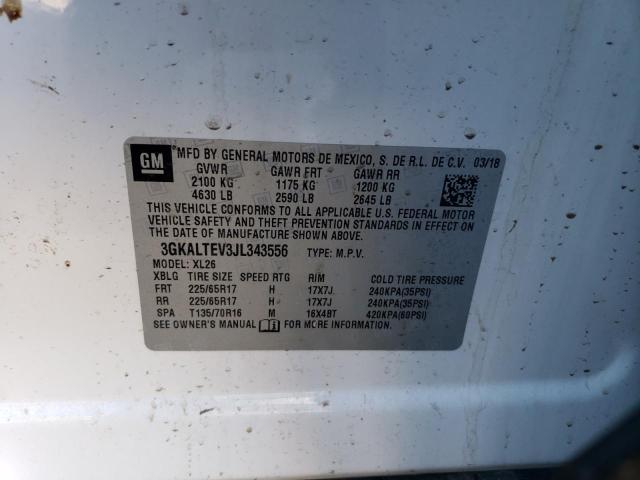 GM *MFD BY GENERAL MOTORS DE MEXICO, S. DE R.L. DE C.V. 03/18
GVWR GAWR FRT GAWR RR
2100 KG 1175 KG 1200 KG
4630 LB 2590 LB 2645 LB
THIS VEHICLE CONFORMS TO ALL APPLICABLE U.S. FEDERAL MOTOR
VEHICLE SAFETY AND THEFT PREVENTION STANDARDS IN EFFECT ON
THE DATE OF MANUFACTURE SHOWN ABOVE.
3GKALTEV3JL343556 TYPE: M.P.V.
MODEL: XL26
XBLG TIRE SIZE SPEED RTG RIM COLD TIRE PRESSURE
FRT 225/65R17 H 17X7J 240KPA(35PSI)
RR 225/65R17 H 17X7J 240KPA(35PSI)
SPA T135/70R16 M 16X4BT 420KPA(60PSI)
SEE OWNER'S MANUAL FOR MORE INFORMATION.